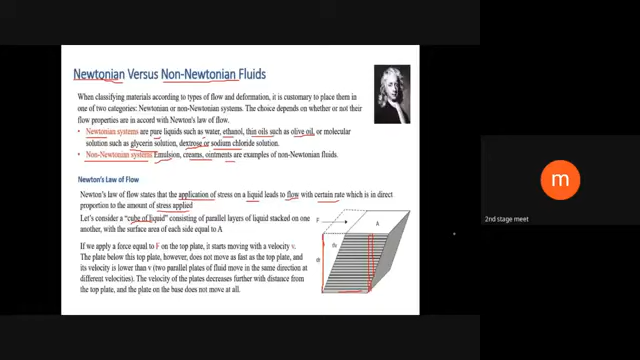 Newtonian Versus Non-Newtonian Fluids
When classifying materials according to types of flow and deformation, it is customary to place them in
one of two categories: Newtonian or non-Newtonian systems. The choice depends on whether or not their
flow properties are in accord with Newton's law of flow.
Newtonian systems are pure liquids such as water, ethanol, thin oils such as olive oil, or molecular
solution such as glycerin solution, dextrose or sodium chloride solution.
Non-Newtonian systems Emulsion, creams, ointments are examples of non-Newtonian fluids.
Newton's Law of Flow
Newton's law of flow states that the application of stress on a liquid leads to flow with certain rate which is in direct
proportion to the amount of stress applied
Let's consider a "cube of liquid" consisting of parallel layers of liquid stacked on one
another, with the surface area of each side equal to A
If we apply a force equal to F on the top plate, it starts moving with a velocity v.
The plate below this top plate, however, does not move as fast as the top plate, and
its velocity is lower than v (two parallel plates of fluid move in the same direction at
different velocities). The velocity of the plates decreases further with distance from
the top plate, and the plate on the base does not move at all.
F
A
m
2nd stage meet